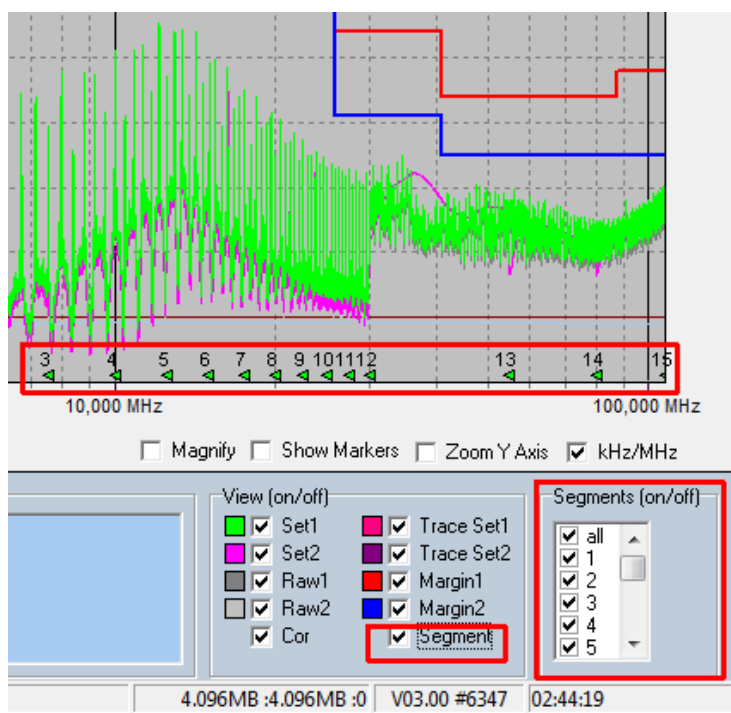 3 4 5 6 7 8 9 10 11 12 13 14 15
10,000 MHz 100,000 MHz
Magnify Show Markers Zoom Y Axis kHz/MHz
View (on/off) Segments (on/off)
Set1 Trace Set1 all
Set2 Trace Set2 1
Raw1 Margin1 2
Raw2 Margin2 3
Cor Segment 4
5
4.096MB :4.096MB :0 V03.00 #6347 02:44:19